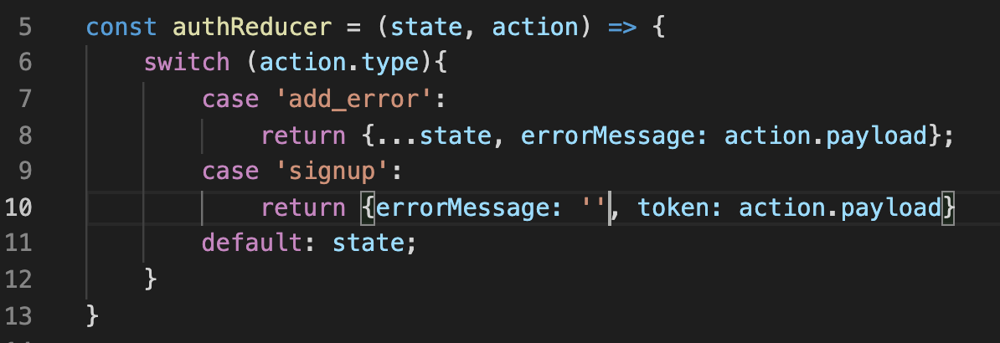 5 const authReducer = (state, action) => {
6 switch (action.type){
7 case 'add_error':
8 return {...state, errorMessage: action.payload};
9 case 'signup':
10 return {errorMessage: '', token: action.payload}
11 default: state;
12 }
13 }